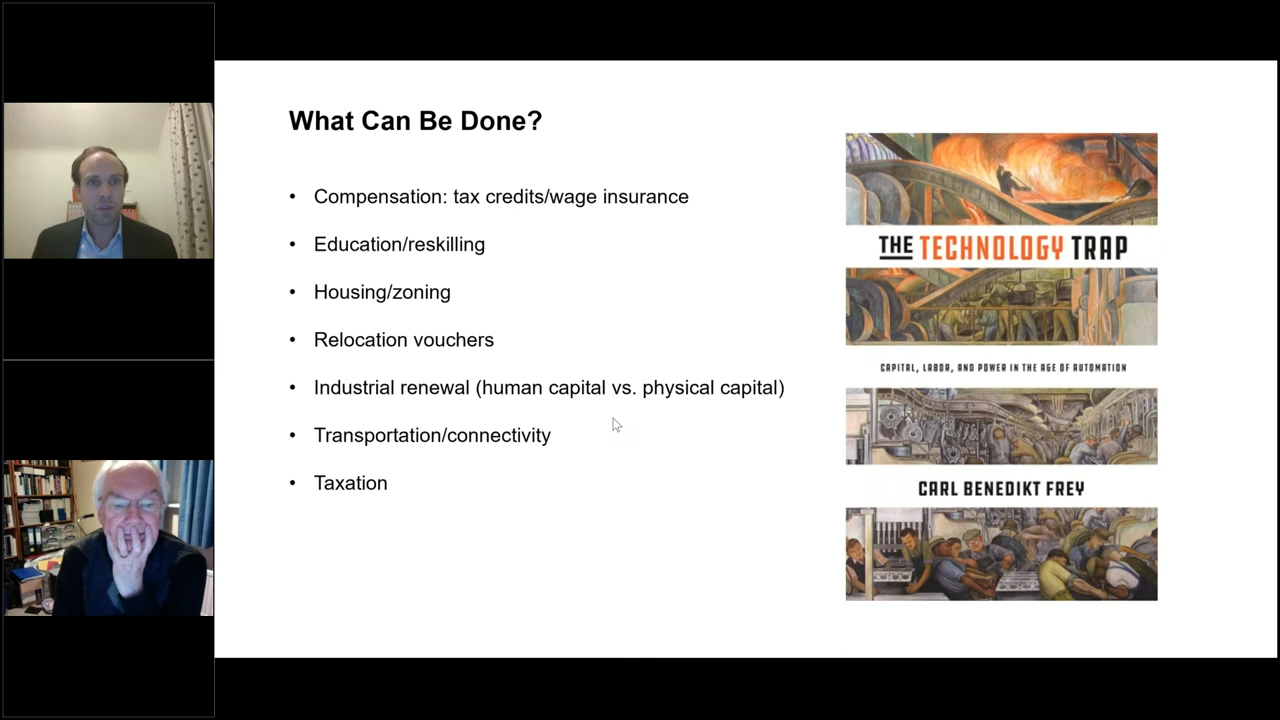 What Can Be Done?
• Compensation: tax credits/wage insurance
• Education/reskilling
• Housing/zoning
• Relocation vouchers
• Industrial renewal (human capital vs. physical capital)
• Transportation/connectivity
• Taxation
THE TECHNOLOGY TRAP
CAPITAL, LABOR, AND POWER IN THE AGE OF AUTOMATION
CARL BENEDIKT FREY